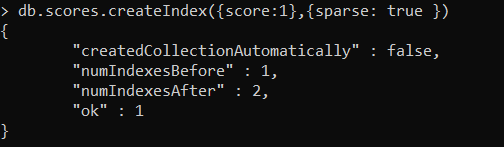 > db.scores.createIndex({score:1},{sparse: true })
{
        "createdCollectionAutomatically" : false,
        "numIndexesBefore" : 1,
        "numIndexesAfter" : 2,
        "ok" : 1
}